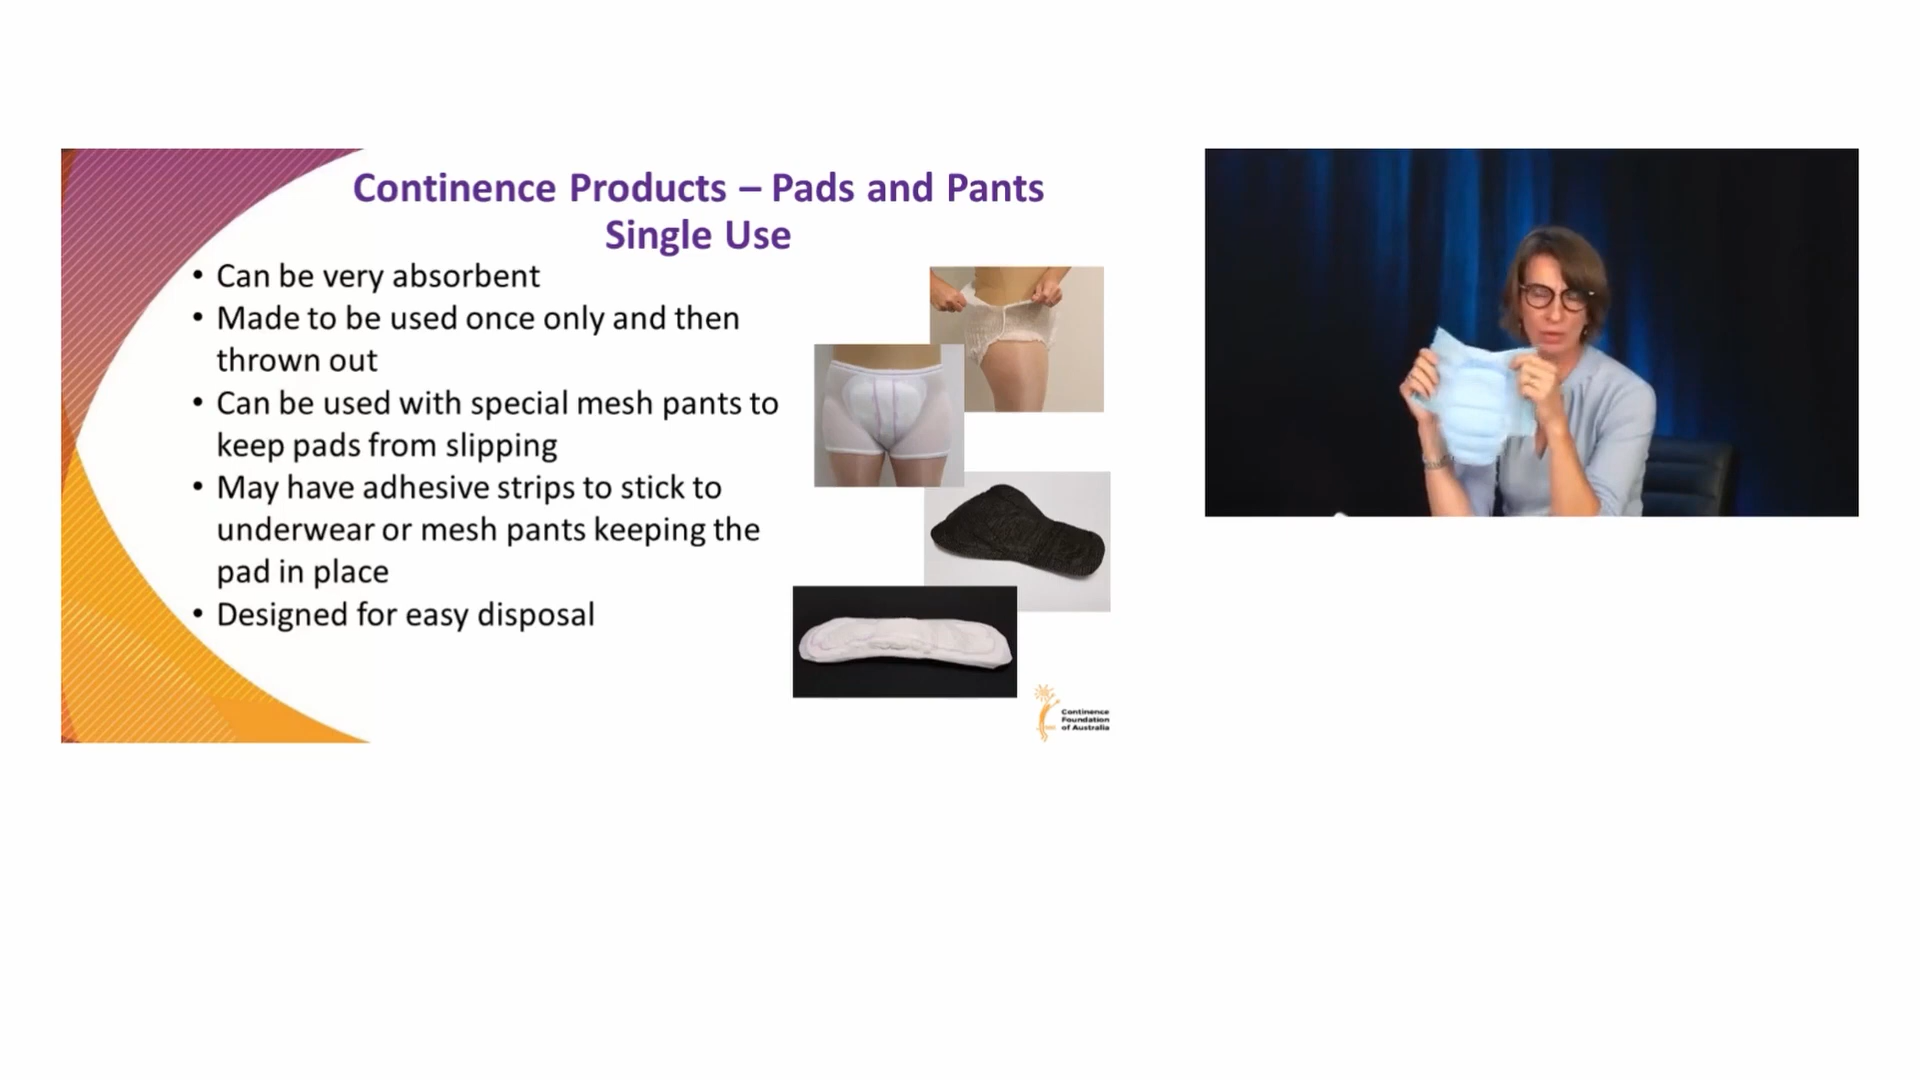 Continence Products – Pads and Pants
Single Use
• Can be very absorbent
• Made to be used once only and then
thrown out
• Can be used with special mesh pants to
keep pads from slipping
• May have adhesive strips to stick to
underwear or mesh pants keeping the
pad in place
• Designed for easy disposal
Continence
Foundation
of Australia